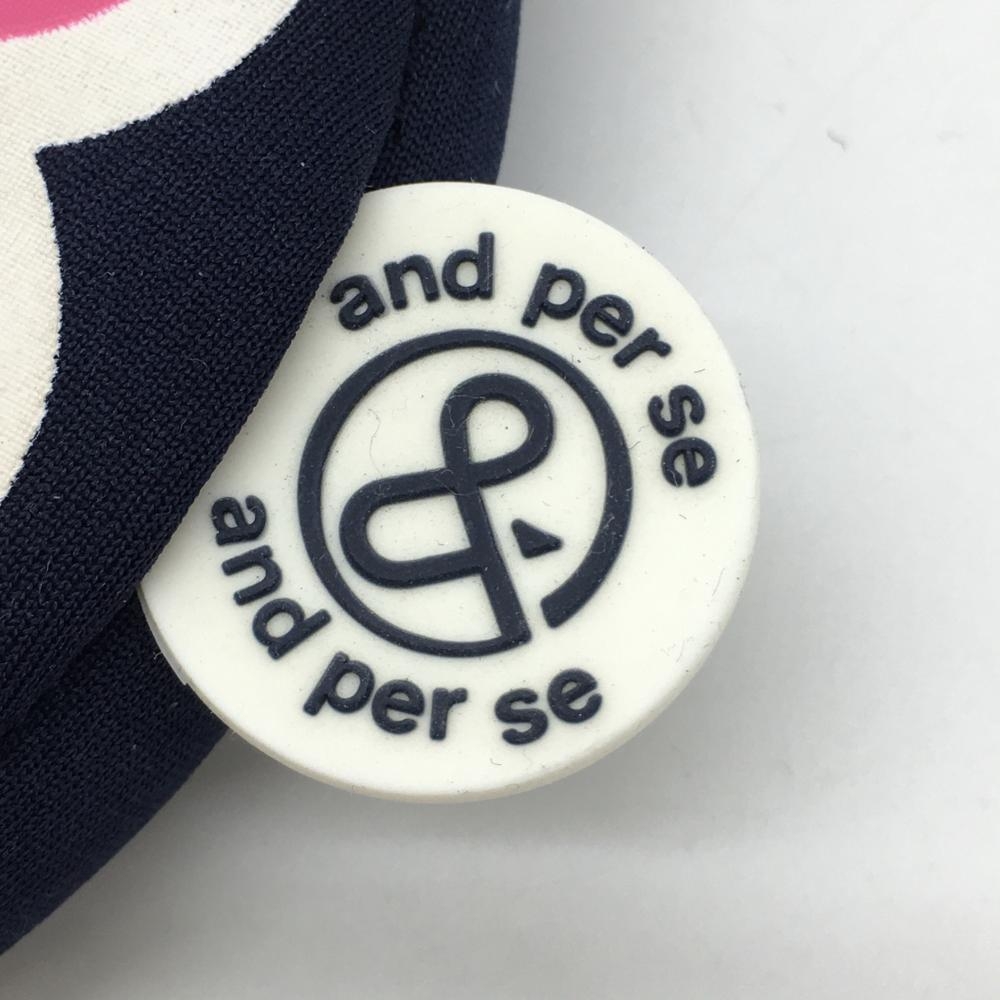 and per se
and per se
&